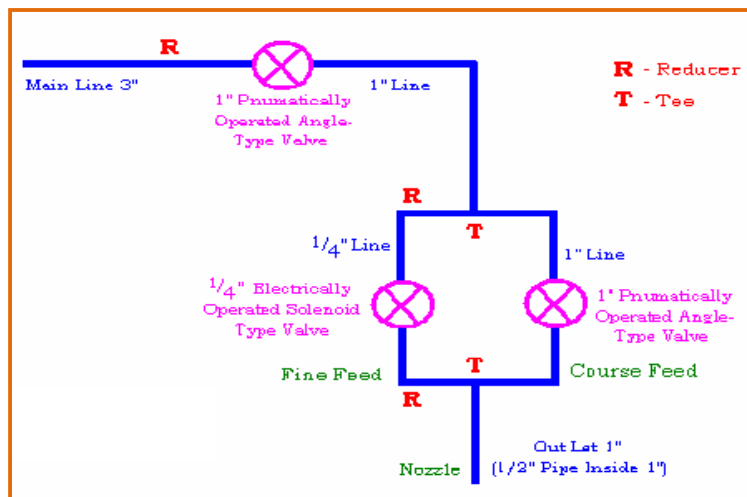 R
Main Line 3"
1" Pnumatically
Operated Angle-
Type Valve
1" Line
R - Reducer
T - Tee
R
T
1/4" Line
1" Line
1/4" Electrically
Operated Solenoid
Type Valve
1" Pnumatically
Operated Angle-
Type Valve
Fine Feed
T
Course Feed
R
Out Let 1"
(1/2" Pipe Inside 1")
Nozzle